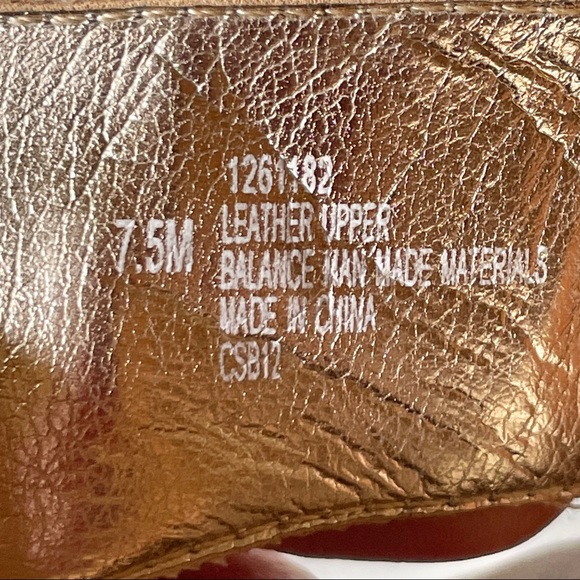 7.5M
1261182
LEATHER UPPER
BALANCE MAN MADE MATERIALS
MADE IN CHINA
CSB12